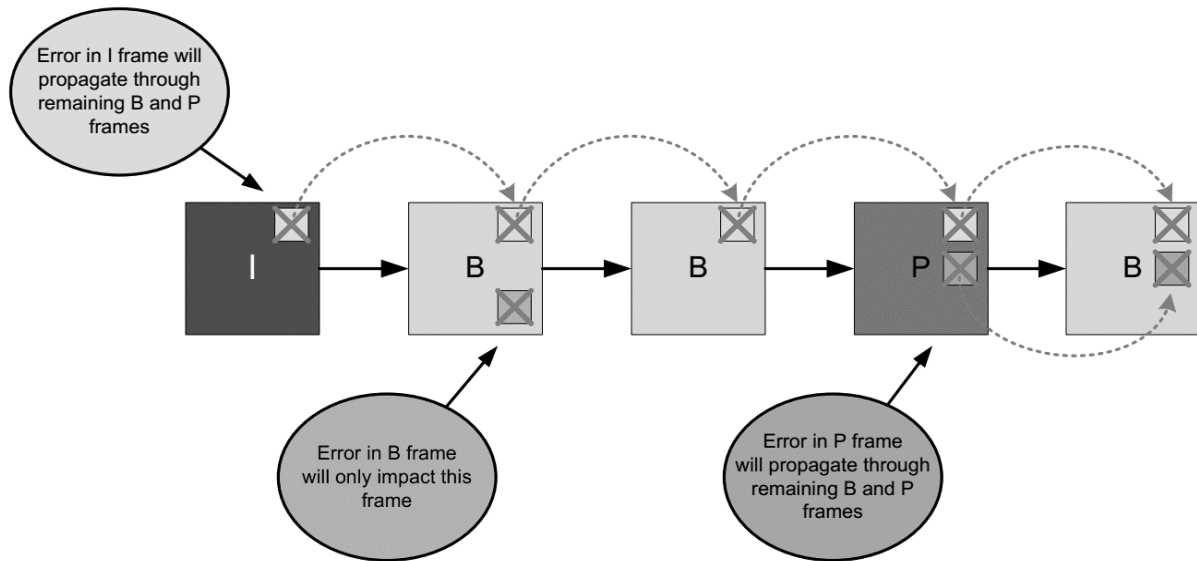 Error in I frame will
propagate through
remaining B and P
frames
I
B
B
P
B
Error in B frame
will only impact this
frame
Error in P frame
will propagate through
remaining B and P
frames